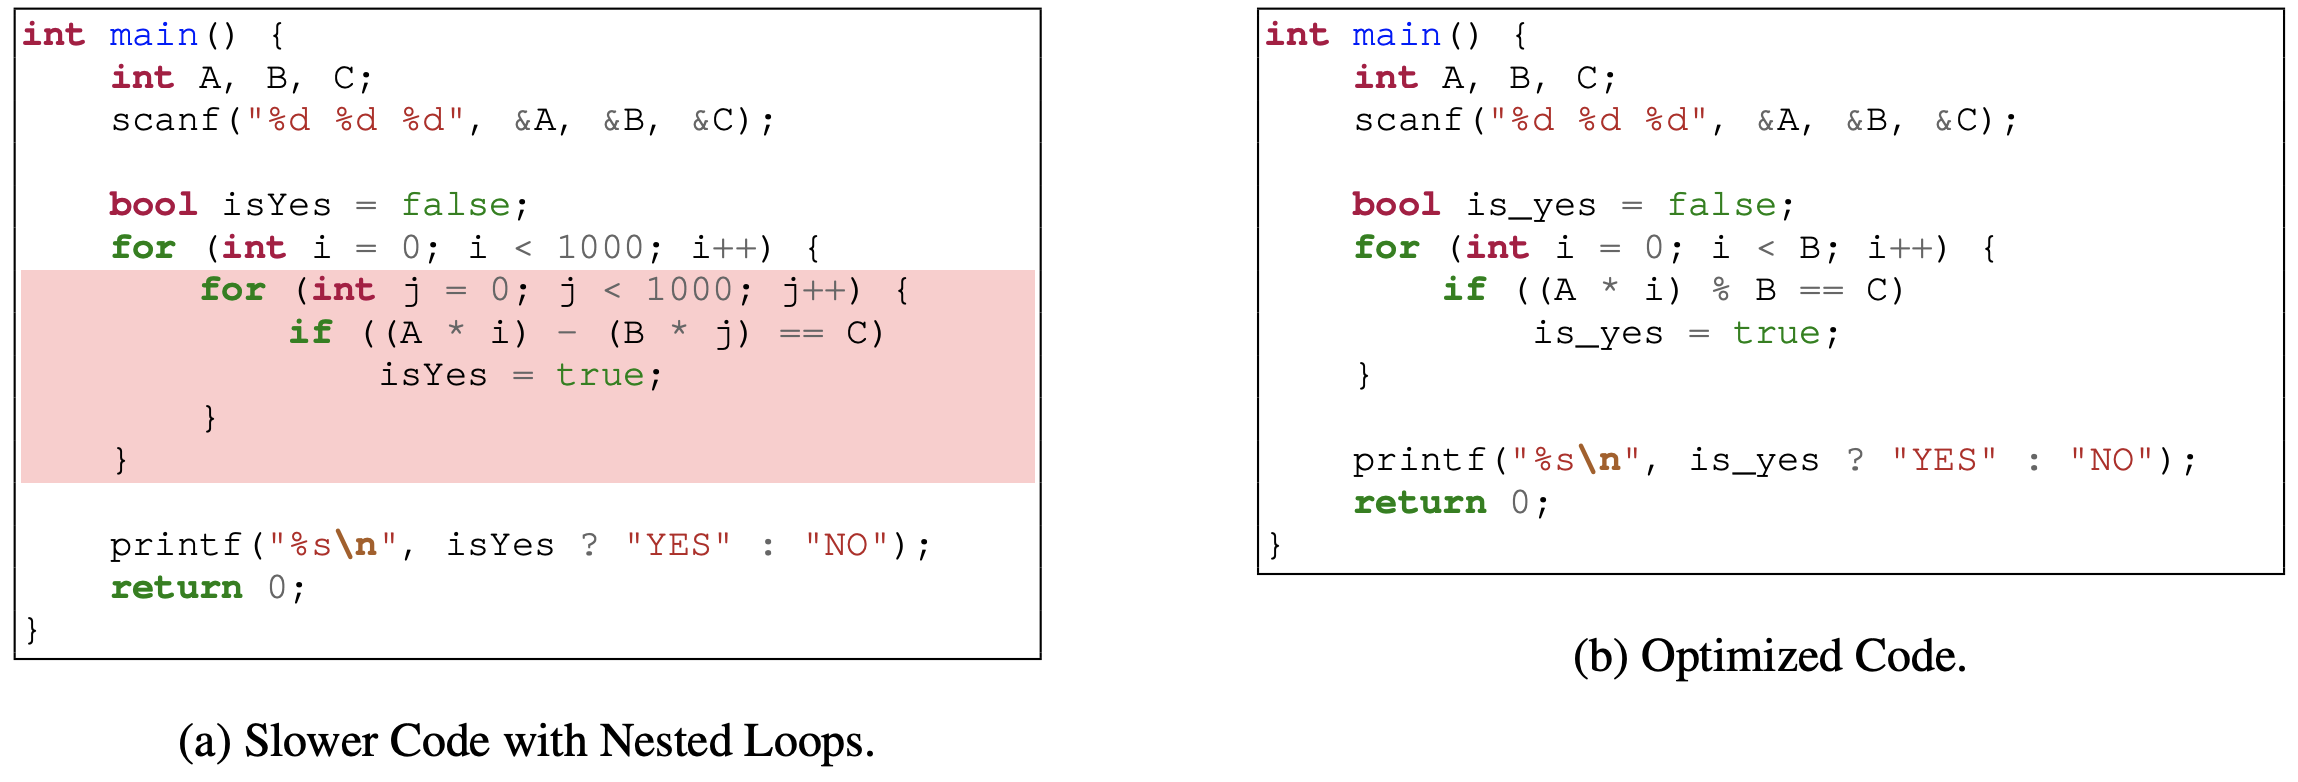 int main() {
    int A, B, C;
    scanf("%d %d %d", &A, &B, &C);

    bool isYes = false;
    for (int i = 0; i < 1000; i++) {
        for (int j = 0; j < 1000; j++) {
            if ((A * i) - (B * j) == C)
                isYes = true;
        }
    }

    printf("%s\n", isYes ? "YES" : "NO");
    return 0;
}
(a) Slower Code with Nested Loops.
int main() {
    int A, B, C;
    scanf("%d %d %d", &A, &B, &C);

    bool is_yes = false;
    for (int i = 0; i < B; i++) {
        if ((A * i) % B == C)
            is_yes = true;
    }

    printf("%s\n", is_yes ? "YES" : "NO");
    return 0;
}
(b) Optimized Code.